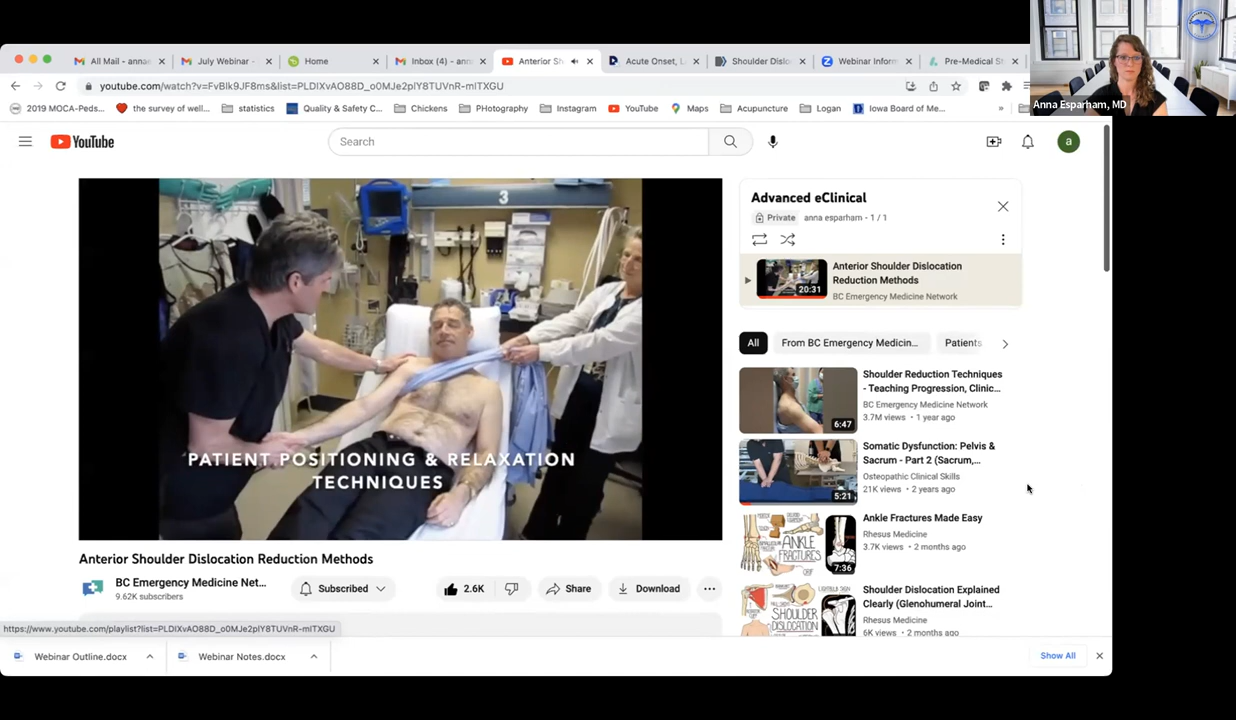 Anna Esparham, MD
All Mail - annae
July Webinar -
Home
Inbox (4) - anna
Anterior Sh
Acute Onset, L
Shoulder Dislo
Webinar Inform
Pre-Medical St
youtube.com/watch?v=FvBIk9JF8ms&list=PLDIXvAO88D_o0MJe2plY8TUVnR-mITXGU
2019 MOCA-Peds...
the survey of well...
statistics
Quality & Safety C...
Chickens
PHotography
Instagram
YouTube
Maps
Acupuncture
Logan
Iowa Board of Me...
»
YouTube
Search
a
3
PATIENT POSITIONING & RELAXATION
TECHNIQUES
Advanced eClinical
Private anna esparham - 1 / 1
20:31
Anterior Shoulder Dislocation
Reduction Methods
BC Emergency Medicine Network
All
From BC Emergency Medicin...
Patients
6:47
Shoulder Reduction Techniques
- Teaching Progression, Clinic...
BC Emergency Medicine Network
3.7M views • 1 year ago
5:21
Somatic Dysfunction: Pelvis &
Sacrum - Part 2 (Sacrum,...
Osteopathic Clinical Skills
21K views • 2 years ago
ANKLE
FRACTURES
7:36
Ankle Fractures Made Easy
Rhesus Medicine
3.7K views • 2 months ago
SHOULDER
DISLOCATION
Shoulder Dislocation Explained
Clearly (Glenohumeral Joint...
Rhesus Medicine
6K views • 2 months ago
Anterior Shoulder Dislocation Reduction Methods
BC Emergency Medicine Net...
9.62K subscribers
Subscribed
2.6K
Share
Download
https://www.youtube.com/playlist?list=PLDIXvAO88D_o0MJe2plY8TUVnR-mITXGU
Webinar Outline.docx
Webinar Notes.docx
Show All